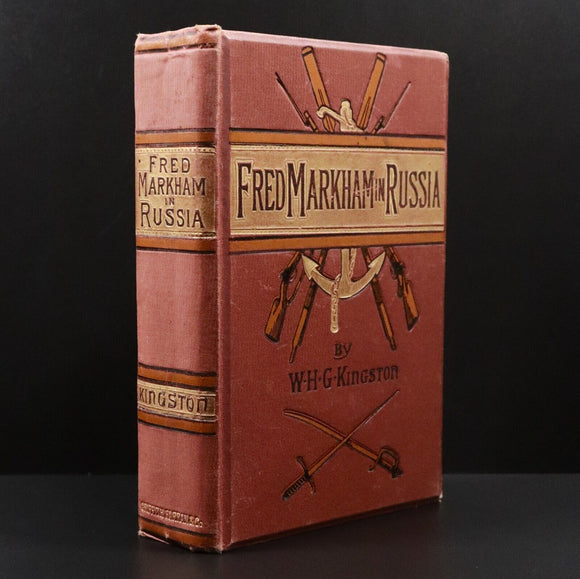 FRED
MARKHAM
IN
RUSSIA
KINGSTON
FRED MARKHAM IN RUSSIA
BY
W·H·G·KINGSTON